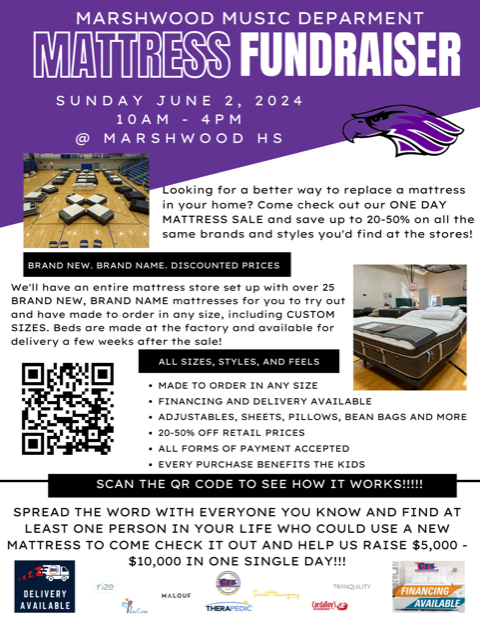 MARSHWOOD MUSIC DEPARMENT
MATTRESS FUNDRAISER
SUNDAY JUNE 2, 2024
10AM - 4PM
@ MARSHWOOD HS
Looking for a better way to replace a mattress
in your home? Come check out our ONE DAY
MATTRESS SALE and save up to 20-50% on all the
same brands and styles you'd find at the stores!
BRAND NEW. BRAND NAME. DISCOUNTED PRICES
We'll have an entire mattress store set up with over 25
BRAND NEW, BRAND NAME mattresses for you to try out
and have made to order in any size, including CUSTOM
SIZES. Beds are made at the factory and available for
delivery a few weeks after the sale!
ALL SIZES, STYLES, AND FEELS
• MADE TO ORDER IN ANY SIZE
• FINANCING AND DELIVERY AVAILABLE
• ADJUSTABLES, SHEETS, PILLOWS, BEAN BAGS AND MORE
• 20-50% OFF RETAIL PRICES
• ALL FORMS OF PAYMENT ACCEPTED
• EVERY PURCHASE BENEFITS THE KIDS
SCAN THE QR CODE TO SEE HOW IT WORKS!!!!!
SPREAD THE WORD WITH EVERYONE YOU KNOW AND FIND AT
LEAST ONE PERSON IN YOUR LIFE WHO COULD USE A NEW
MATTRESS TO COME CHECK IT OUT AND HELP US RAISE $5,000 -
$10,000 IN ONE SINGLE DAY!!!
DELIVERY
AVAILABLE
rize
MALOUF
CFS
THERAPEDIC
TRANQUILITY
CordaRoy's
FINANCING
AVAILABLE